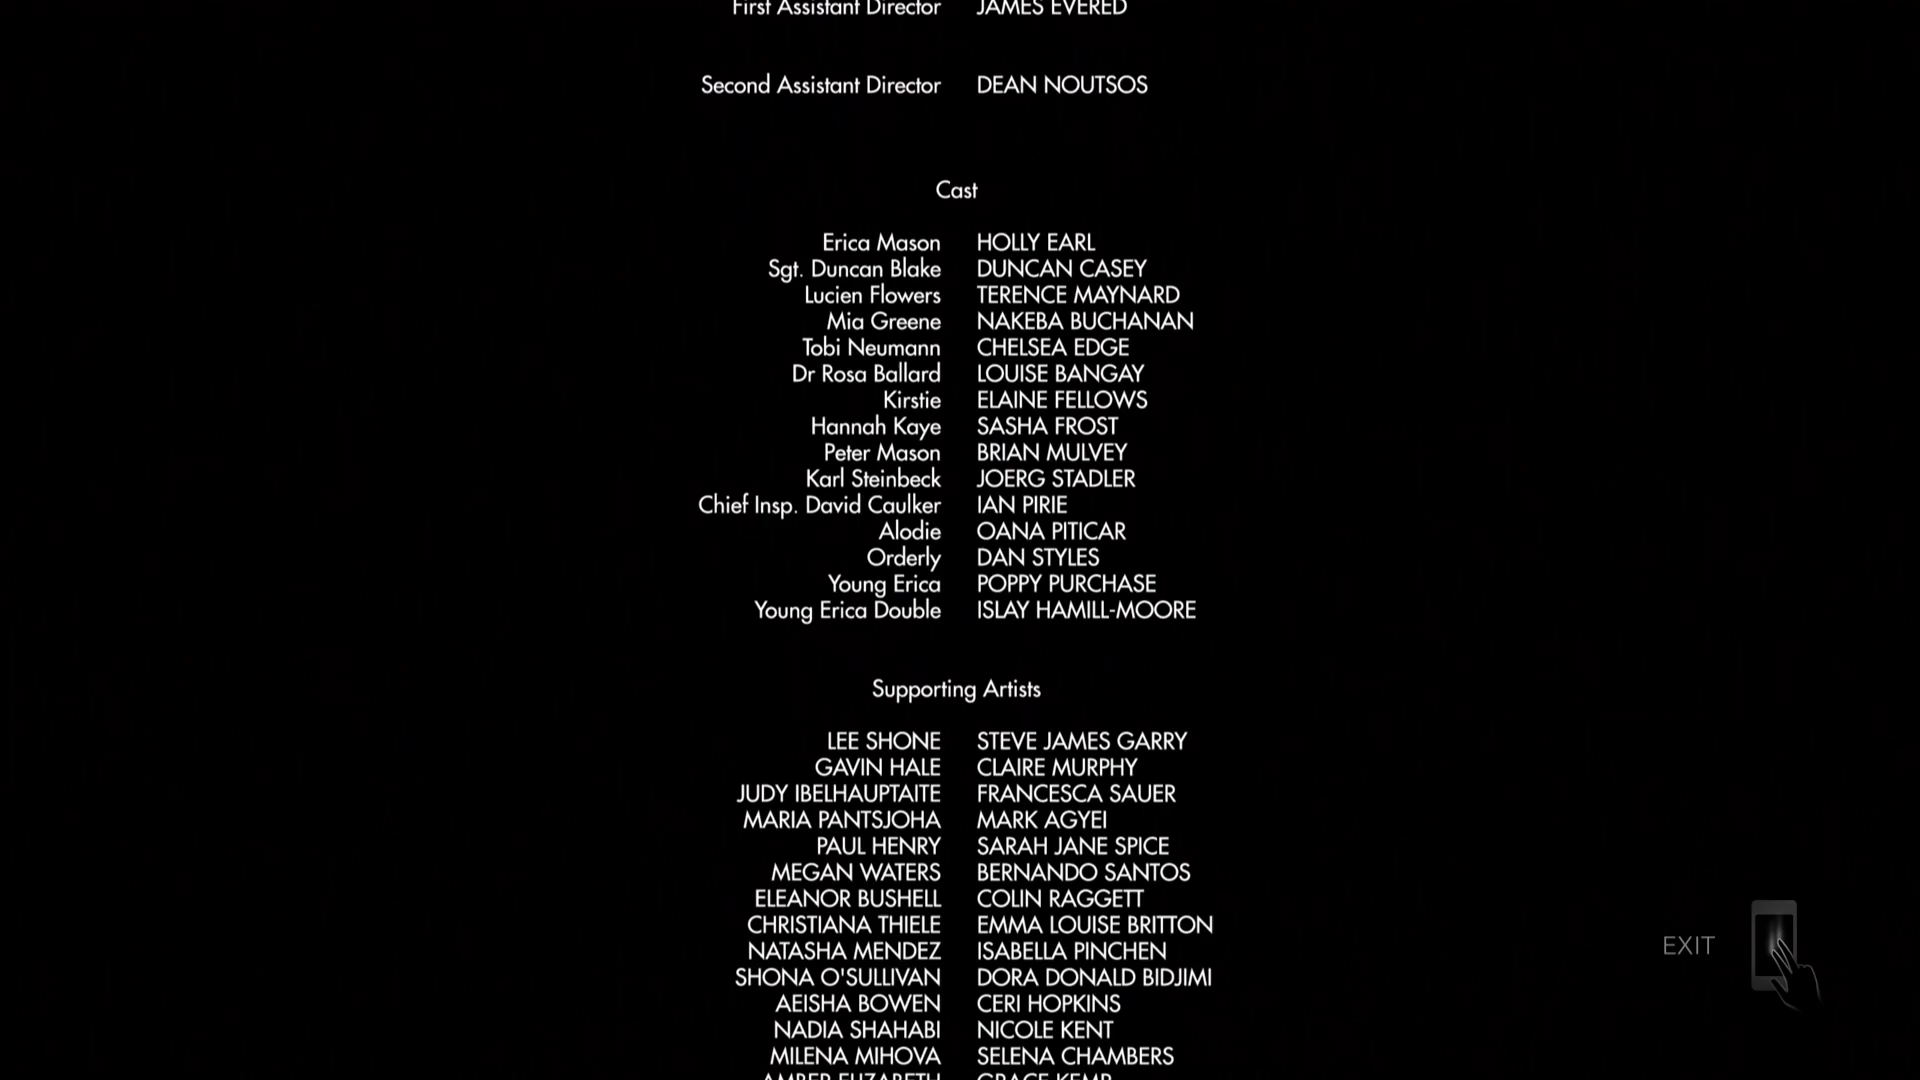 First Assistant Director JAMES EVERED
Second Assistant Director DEAN NOUTSOS
Cast
Erica Mason HOLLY EARL
Sgt. Duncan Blake DUNCAN CASEY
Lucien Flowers TERENCE MAYNARD
Mia Greene NAKEBA BUCHANAN
Tobi Neumann CHELSEA EDGE
Dr Rosa Ballard LOUISE BANGAY
Kirstie ELAINE FELLOWS
Hannah Kaye SASHA FROST
Peter Mason BRIAN MULVEY
Karl Steinbeck JOERG STADLER
Chief Insp. David Caulker IAN PIRIE
Alodie OANA PITICAR
Orderly DAN STYLES
Young Erica POPPY PURCHASE
Young Erica Double ISLAY HAMILL-MOORE
Supporting Artists
LEE SHONE STEVE JAMES GARRY
GAVIN HALE CLAIRE MURPHY
JUDY IBELHAUPTAITE FRANCESCA SAUER
MARIA PANTSJOHA MARK AGYEI
PAUL HENRY SARAH JANE SPICE
MEGAN WATERS BERNANDO SANTOS
ELEANOR BUSHELL COLIN RAGGETT
CHRISTIANA THIELE EMMA LOUISE BRITTON
NATASHA MENDEZ ISABELLA PINCHEN
SHONA O'SULLIVAN DORA DONALD BIDJIMI
AEISHA BOWEN CERI HOPKINS
NADIA SHAHABI NICOLE KENT
MILENA MIHOVA SELENA CHAMBERS
AMBER ELIZABETH GRACE KEMP
EXIT